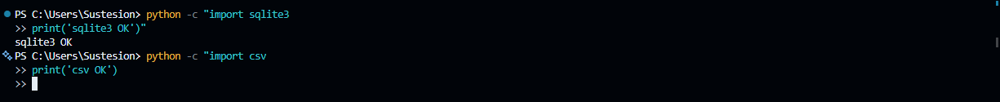 PS C:\Users\Sustesion> python -c "import sqlite3
>> print('sqlite3 OK')"
sqlite3 OK
PS C:\Users\Sustesion> python -c "import csv
>> print('csv OK')
>>